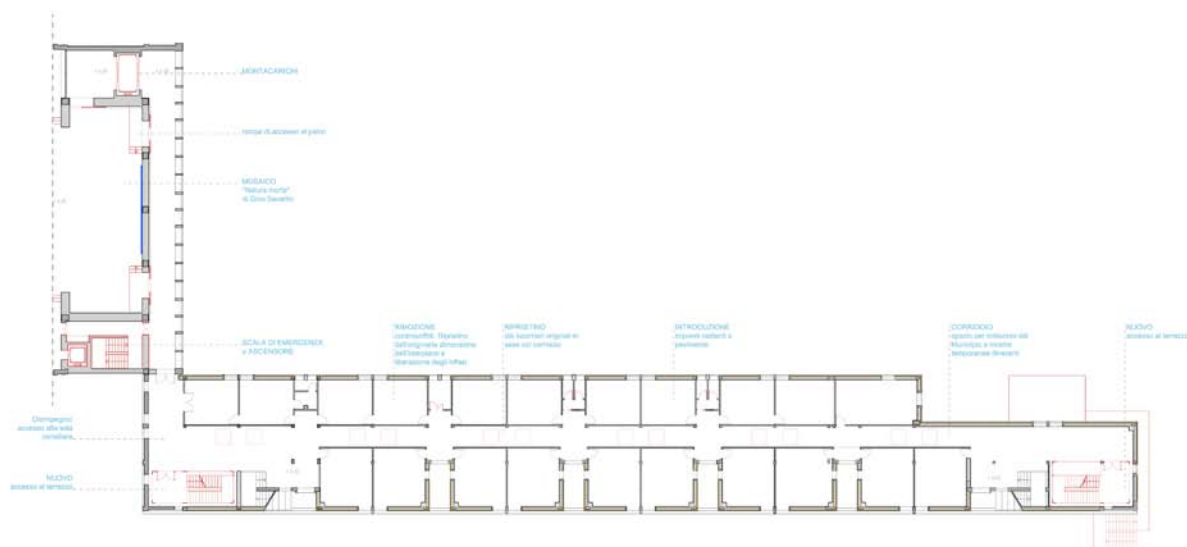 MONTACARICHI
rampe di accesso al palco
MOSAICO
"Natura morta"
di Gino Severini
SCALA DI EMERGENZA
e ASCENSORE
RIMOZIONE
controsoffitti. Ripristino
dell'originaria dimensione
dell'interpiano e
liberazione degli infissi
RIPRISTINO
dei lucernari originali in
asse col corridoio
INTRODUZIONE
impianti radianti a
pavimento
CORRIDOIO
spazio per istituzioni del
Municipio e mostre
temporanee itineranti
NUOVO
accesso al terrazzo
Disimpegno:
accesso alla sala
consiliare
NUOVO
accesso al terrazzo